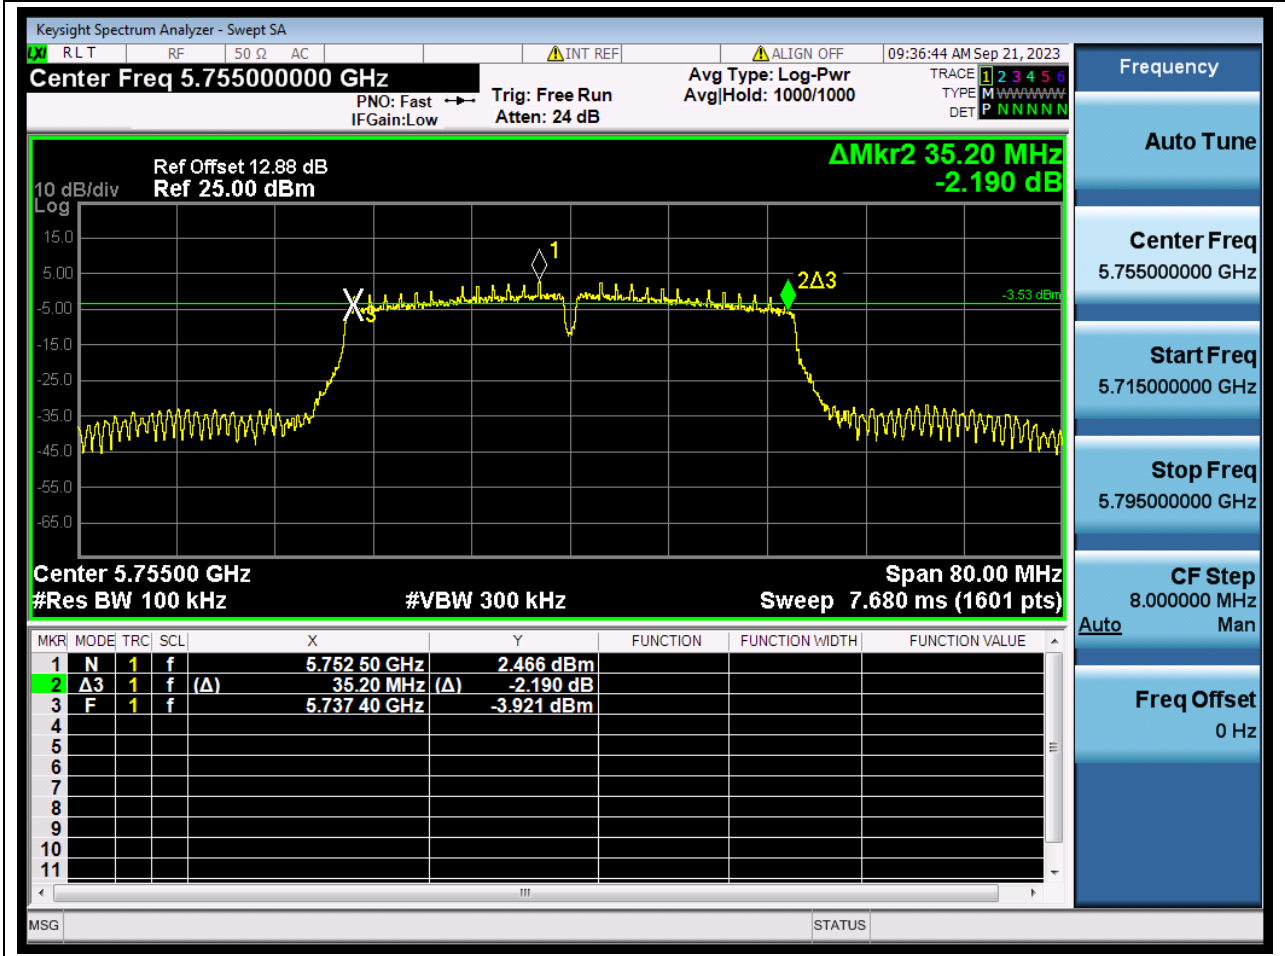 Keysight Spectrum Analyzer - Swept SA
LXI RLT RF 50 Ω AC INT REF ALIGN OFF 09:36:44 AM Sep 21, 2023
Center Freq 5.755000000 GHz
PNO: Fast
IFGain:Low
Trig: Free Run
Atten: 24 dB
Avg Type: Log-Pwr
Avg|Hold: 1000/1000
TRACE 1 2 3 4 5 6
TYPE M WWWWW
DET P N N N N N
ΔMkr2 35.20 MHz
-2.190 dB
Ref Offset 12.88 dB
10 dB/div Ref 25.00 dBm
Log
15.0
5.00
-5.00
-15.0
-25.0
-35.0
-45.0
-55.0
-65.0
1
2Δ3
3
-3.53 dBm
Center 5.75500 GHz Span 80.00 MHz
#Res BW 100 kHz #VBW 300 kHz Sweep 7.680 ms (1601 pts)
MKR MODE TRC SCL X Y FUNCTION FUNCTION WIDTH FUNCTION VALUE
1 N 1 f 5.752 50 GHz 2.466 dBm
2 Δ3 1 f (Δ) 35.20 MHz (Δ) -2.190 dB
3 F 1 f 5.737 40 GHz -3.921 dBm
4
5
6
7
8
9
10
11
MSG STATUS
Frequency
Auto Tune
Center Freq
5.755000000 GHz
Start Freq
5.715000000 GHz
Stop Freq
5.795000000 GHz
CF Step
8.000000 MHz
Auto Man
Freq Offset
0 Hz